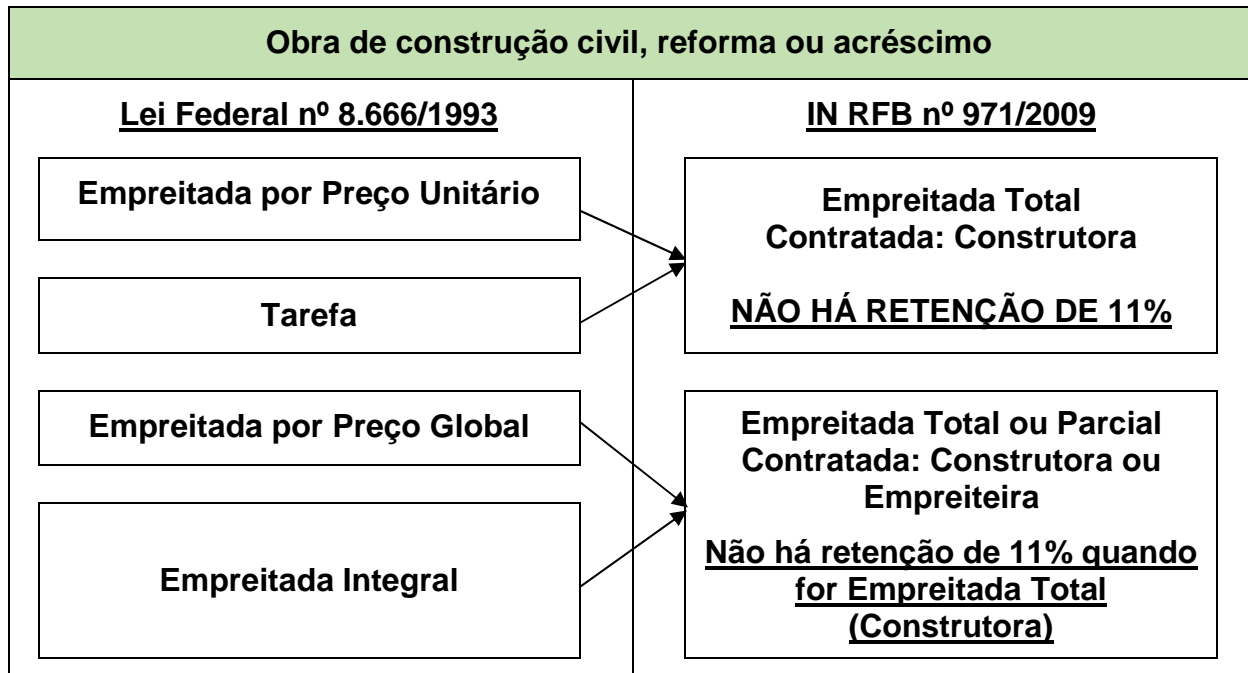 Obra de construção civil, reforma ou acréscimo
Lei Federal nº 8.666/1993
Empreitada por Preço Unitário
Tarefa
Empreitada por Preço Global
Empreitada Integral
IN RFB nº 971/2009
Empreitada Total
Contratada: Construtora
NÃO HÁ RETENÇÃO DE 11%
Empreitada Total ou Parcial
Contratada: Construtora ou
Empreiteira
Não há retenção de 11% quando
for Empreitada Total
(Construtora)